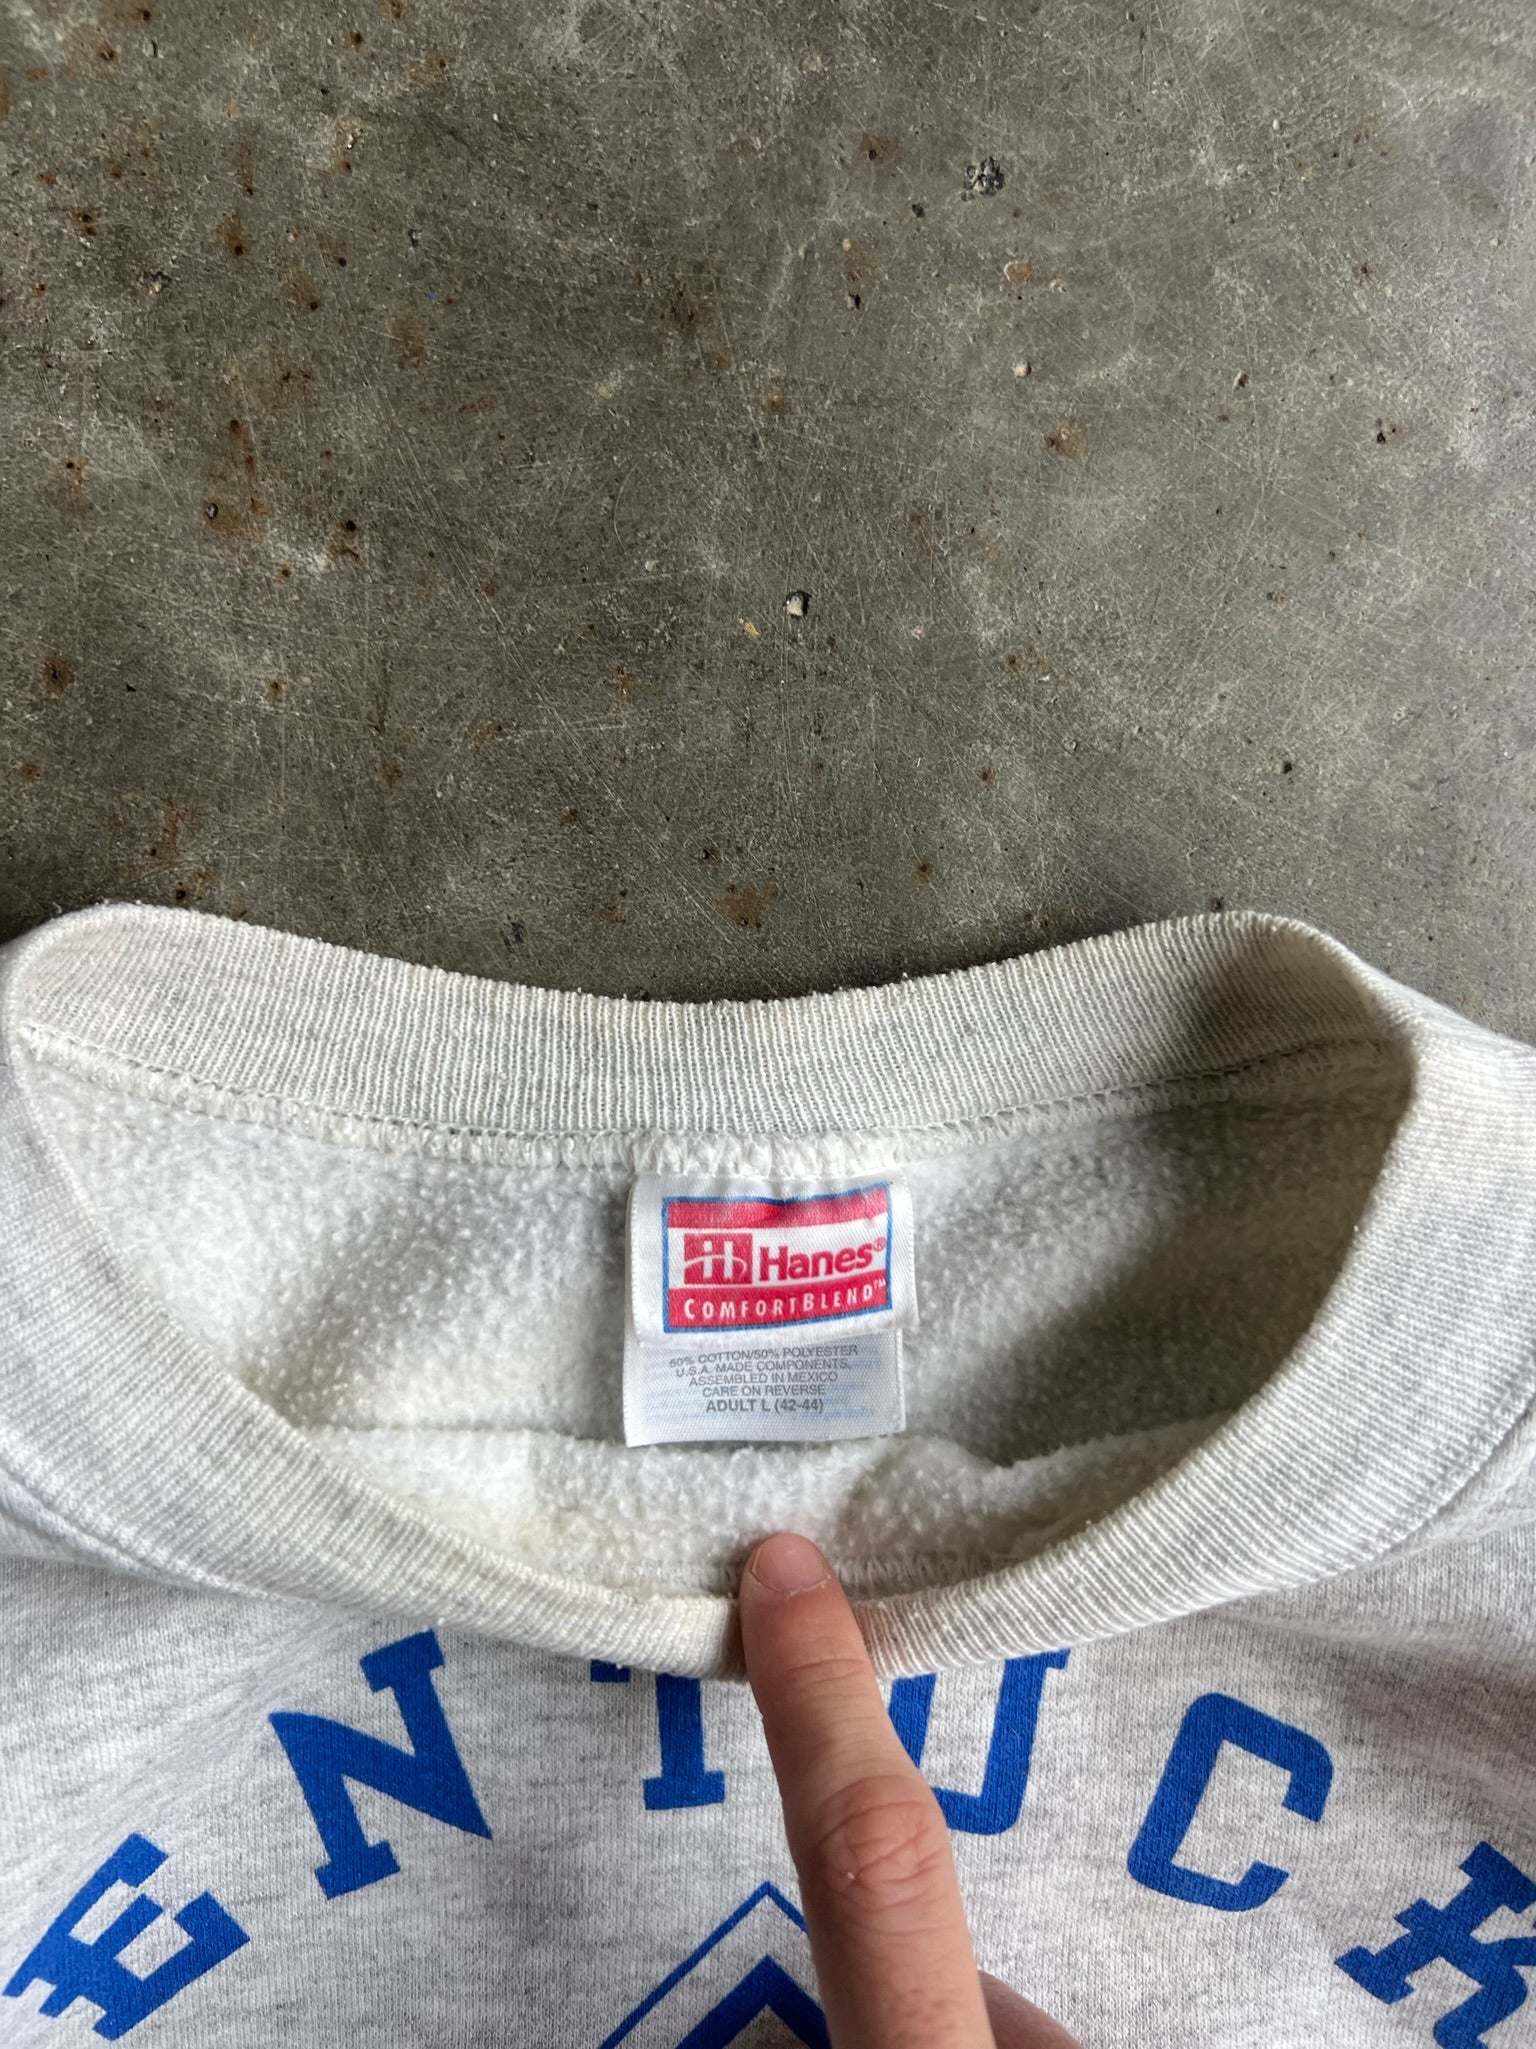 Hanes®
COMFORTBLEND™
50% COTTON/50% POLYESTER
U.S.A. MADE COMPONENTS,
ASSEMBLED IN MEXICO
CARE ON REVERSE
ADULT L (42-44)
ENTUCK